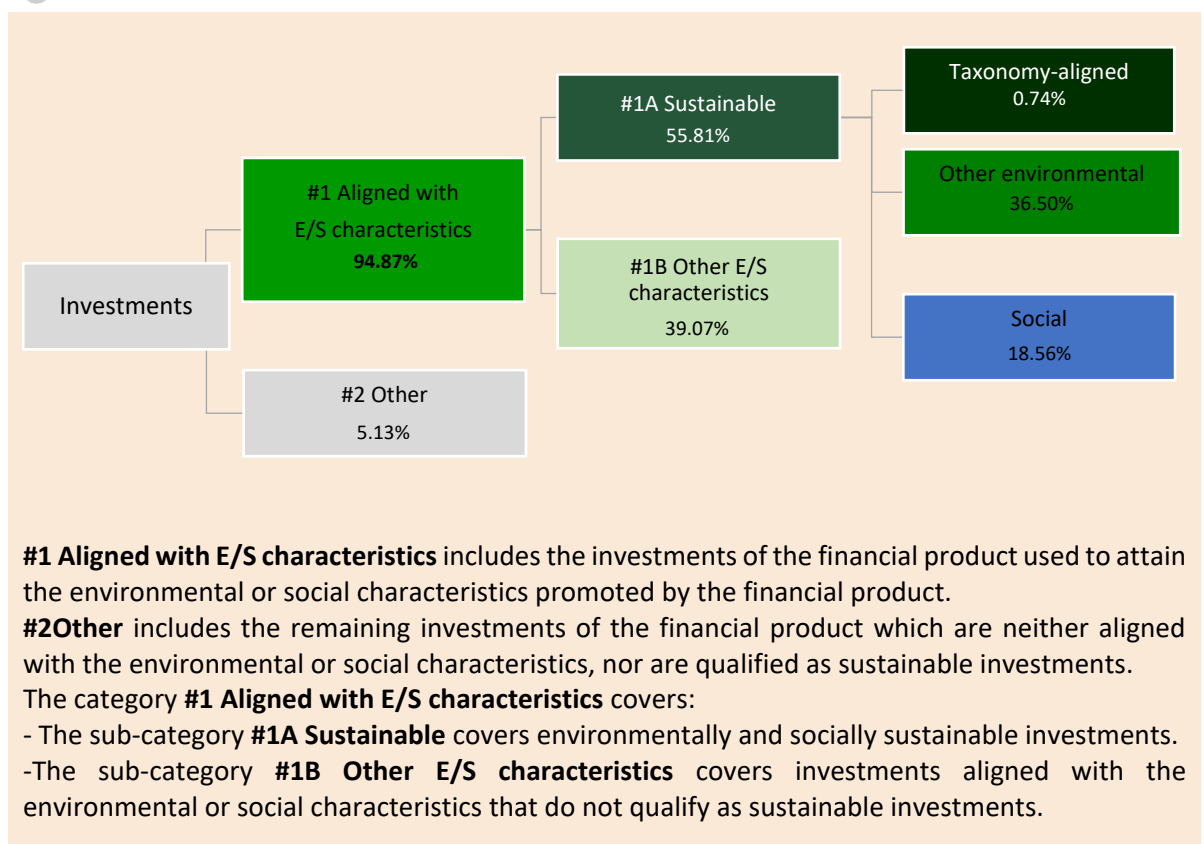 Taxonomy-aligned
0.74%
#1A Sustainable
55.81%
Other environmental
36.50%
#1 Aligned with
E/S characteristics
94.87%
#1B Other E/S
characteristics
39.07%
Investments
Social
18.56%
#2 Other
5.13%
#1 Aligned with E/S characteristics includes the investments of the financial product used to attain
the environmental or social characteristics promoted by the financial product.
#2Other includes the remaining investments of the financial product which are neither aligned
with the environmental or social characteristics, nor are qualified as sustainable investments.
The category #1 Aligned with E/S characteristics covers:
- The sub-category #1A Sustainable covers environmentally and socially sustainable investments.
-The sub-category #1B Other E/S characteristics covers investments aligned with the
environmental or social characteristics that do not qualify as sustainable investments.